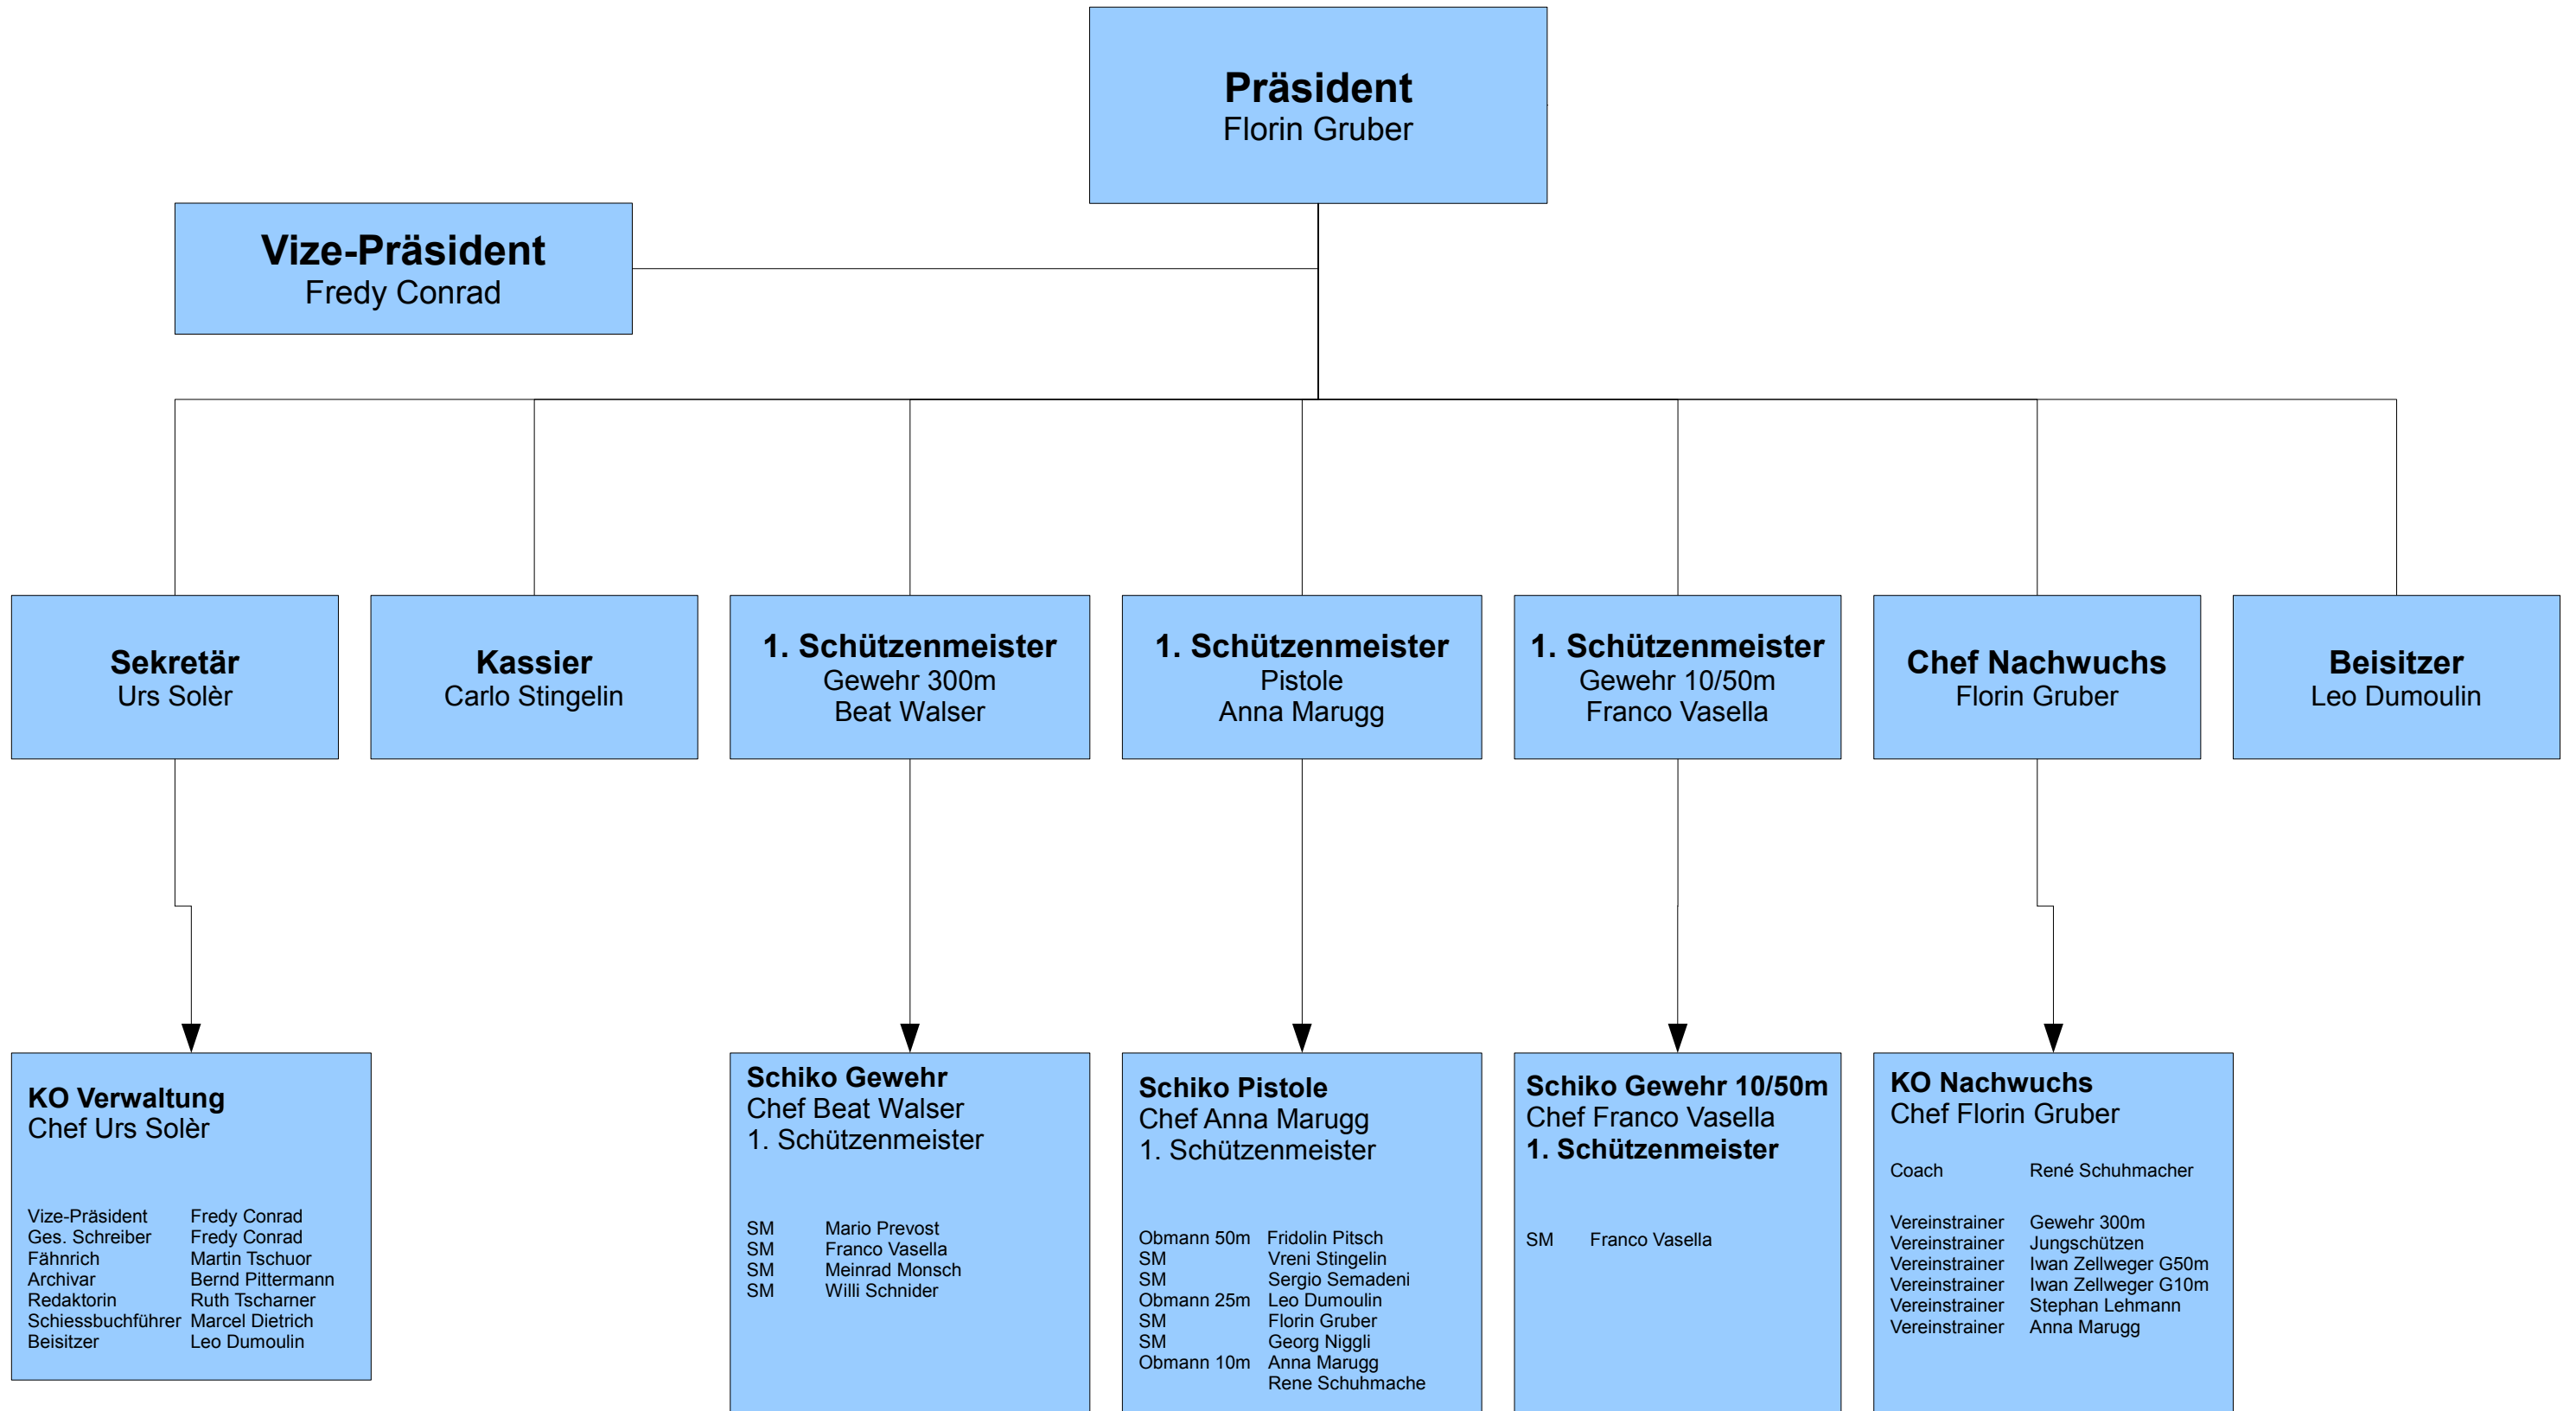 Präsident
Florin Gruber
Vize-Präsident
Fredy Conrad
Sekretär
Urs Solèr
Kassier
Carlo Stingelin
1. Schützenmeister
Gewehr 300m
Beat Walser
1. Schützenmeister
Pistole
Anna Marugg
1. Schützenmeister
Gewehr 10/50m
Franco Vasella
Chef Nachwuchs
Florin Gruber
Beisitzer
Leo Dumoulin
KO Verwaltung
Chef Urs Solèr
Vize-Präsident Fredy Conrad
Ges. Schreiber Fredy Conrad
Fähnrich Martin Tschuor
Archivar Bernd Pittermann
Redaktorin Ruth Tscharner
Schiessbuchführer Marcel Dietrich
Beisitzer Leo Dumoulin
Schiko Gewehr
Chef Beat Walser
1. Schützenmeister
SM Mario Prevost
SM Franco Vasella
SM Meinrad Monsch
SM Willi Schnider
Schiko Pistole
Chef Anna Marugg
1. Schützenmeister
Obmann 50m Fridolin Pitsch
SM Vreni Stingelin
SM Sergio Semadeni
Obmann 25m Leo Dumoulin
SM Florin Gruber
SM Georg Niggli
Obmann 10m Anna Marugg
Rene Schuhmache
Schiko Gewehr 10/50m
Chef Franco Vasella
1. Schützenmeister
SM Franco Vasella
KO Nachwuchs
Chef Florin Gruber
Coach René Schuhmacher
Vereinstrainer Gewehr 300m
Vereinstrainer Jungschützen
Vereinstrainer Iwan Zellweger G50m
Vereinstrainer Iwan Zellweger G10m
Vereinstrainer Stephan Lehmann
Vereinstrainer Anna Marugg